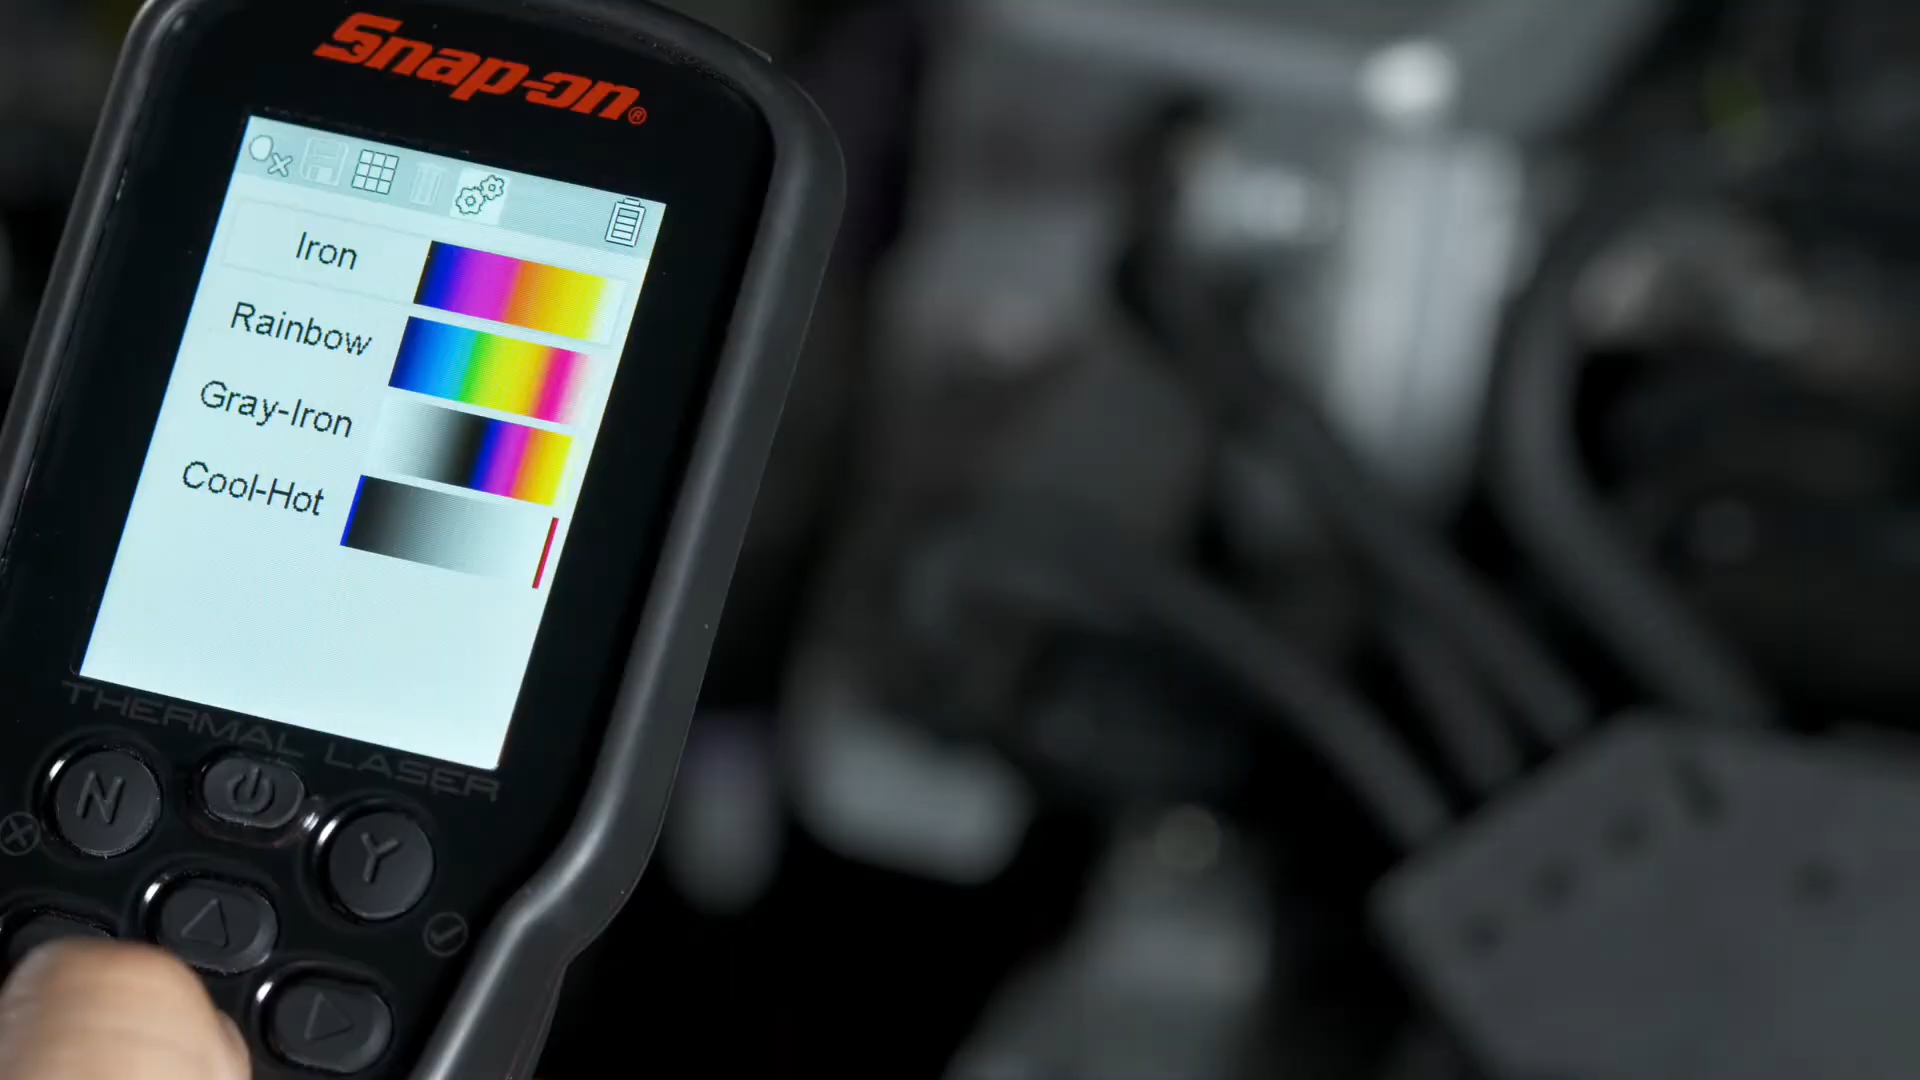 Snap-on®
Iron
Rainbow
Gray-Iron
Cool-Hot
THERMAL LASER
N
Y